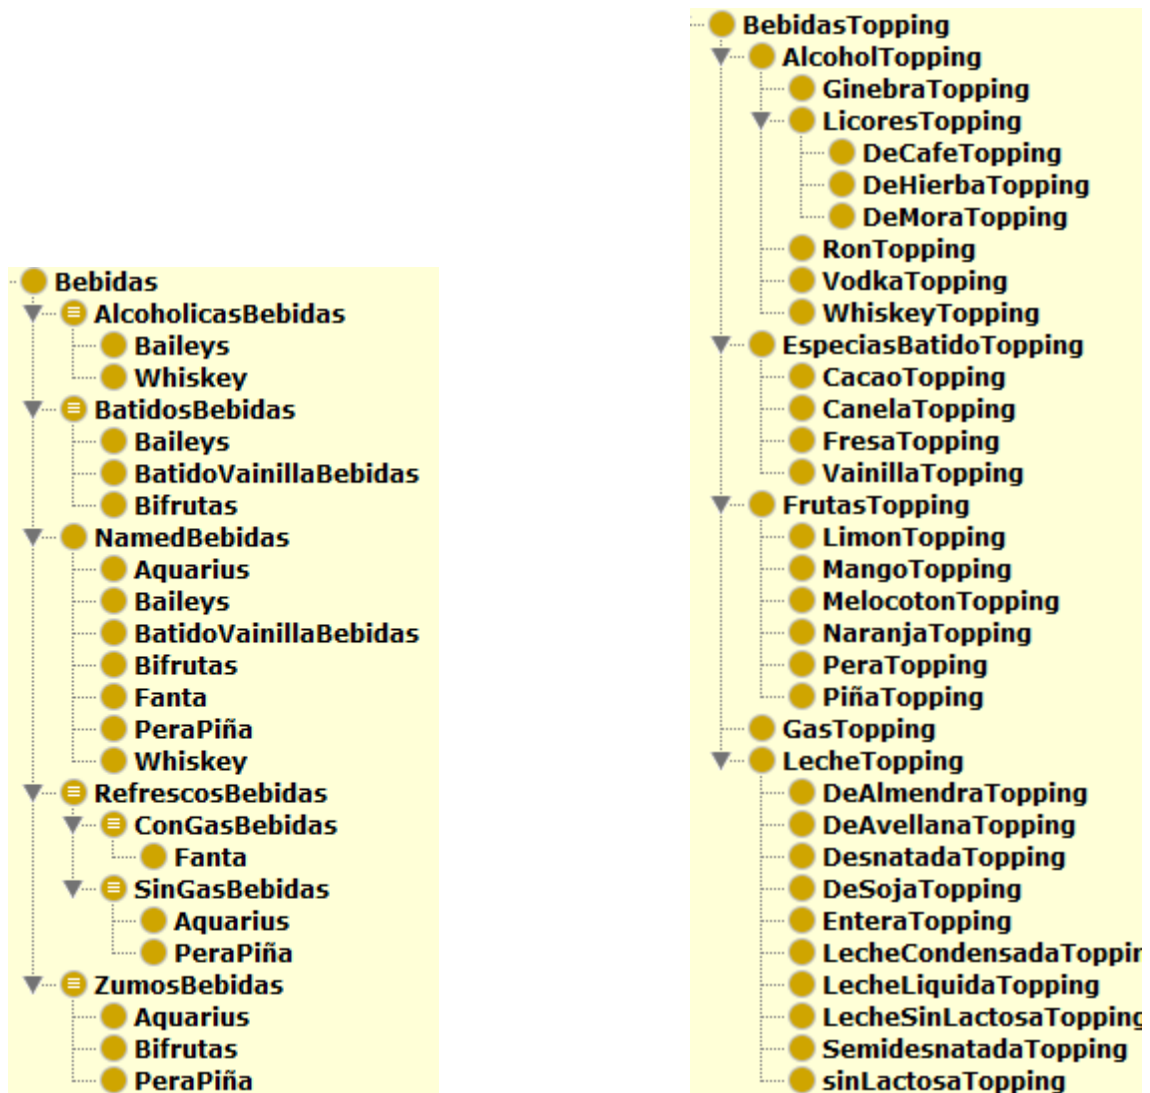 Bebidas
AlcoholicasBebidas
Baileys
Whiskey
BatidosBebidas
Baileys
BatidoVainillaBebidas
Bifrutas
NamedBebidas
Aquarius
Baileys
BatidoVainillaBebidas
Bifrutas
Fanta
PeraPiña
Whiskey
RefrescosBebidas
ConGasBebidas
Fanta
SinGasBebidas
Aquarius
PeraPiña
ZumosBebidas
Aquarius
Bifrutas
PeraPiña
BebidasTopping
AlcoholTopping
GinebraTopping
LicoresTopping
DeCafeTopping
DeHierbaTopping
DeMoraTopping
RonTopping
VodkaTopping
WhiskeyTopping
EspeciasBatidoTopping
CacaoTopping
CanelaTopping
FresaTopping
VainillaTopping
FrutasTopping
LimonTopping
MangoTopping
MelocotonTopping
NaranjaTopping
PeraTopping
PiñaTopping
GasTopping
LecheTopping
DeAlmendraTopping
DeAvellanaTopping
DesnatadaTopping
DeSojaTopping
EnteraTopping
LecheCondensadaToppin
LecheLiquidaTopping
LecheSinLactosaTopping
SemidesnatadaTopping
sinLactosaTopping